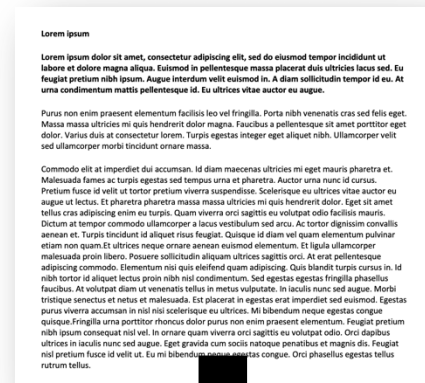 Lorem ipsum
Lorem ipsum dolor sit amet, consectetur adipiscing elit, sed do eiusmod tempor incididunt ut
labore et dolore magna aliqua. Euismod in pellentesque massa placerat duis ultricies lacus sed. Eu
feugiat pretium nibh ipsum. Augue interdum velit euismod in. A diam sollicitudin tempor id eu. At
urna condimentum mattis pellentesque id. Eu ultrices vitae auctor eu augue.
Purus non enim praesent elementum facilisis leo vel fringilla. Porta nibh venenatis cras sed felis eget.
Massa massa ultricies mi quis hendrerit dolor magna. Faucibus a pellentesque sit amet porttitor eget
dolor. Varius duis at consectetur lorem. Turpis egestas integer eget aliquet nibh. Ullamcorper velit
sed ullamcorper morbi tincidunt ornare massa.
Commodo elit at imperdiet dui accumsan. Id diam maecenas ultricies mi eget mauris pharetra et.
Malesuada fames ac turpis egestas sed tempus urna et pharetra. Auctor urna nunc id cursus.
Pretium fusce id velit ut tortor pretium viverra suspendisse. Scelerisque eu ultrices vitae auctor eu
augue ut lectus. Et pharetra pharetra massa massa ultricies mi quis hendrerit dolor. Eget sit amet
tellus cras adipiscing enim eu turpis. Quam viverra orci sagittis eu volutpat odio facilisis mauris.
Dictum at tempor commodo ullamcorper a lacus vestibulum sed arcu. Ac tortor dignissim convallis
aenean et. Turpis tincidunt id aliquet risus feugiat. Quisque id diam vel quam elementum pulvinar
etiam non quam.Et ultrices neque ornare aenean euismod elementum. Et ligula ullamcorper
malesuada proin libero. Posuere sollicitudin aliquam ultrices sagittis orci. At erat pellentesque
adipiscing commodo. Elementum nisi quis eleifend quam adipiscing. Quis blandit turpis cursus in. Id
nibh tortor id aliquet lectus proin nibh nisl condimentum. Sed egestas egestas fringilla phasellus
faucibus. At volutpat diam ut venenatis tellus in metus vulputate. In iaculis nunc sed augue. Morbi
tristique senectus et netus et malesuada. Est placerat in egestas erat imperdiet sed euismod. Egestas
purus viverra accumsan in nisl nisi scelerisque eu ultrices. Mi bibendum neque egestas congue
quisque.Fringilla urna porttitor rhoncus dolor purus non enim praesent elementum. Feugiat pretium
nibh ipsum consequat nisl vel. In ornare quam viverra orci sagittis eu volutpat odio. Orci dapibus
ultrices in iaculis nunc sed augue. Eget gravida cum sociis natoque penatibus et magnis dis. Feugiat
nisl pretium fusce id velit ut. Eu mi bibendum neque egestas congue. Orci phasellus egestas tellus
rutrum tellus.